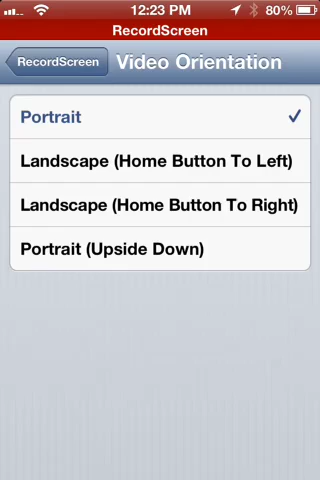 12:23 PM 80%
RecordScreen
RecordScreen Video Orientation
Portrait
Landscape (Home Button To Left)
Landscape (Home Button To Right)
Portrait (Upside Down)